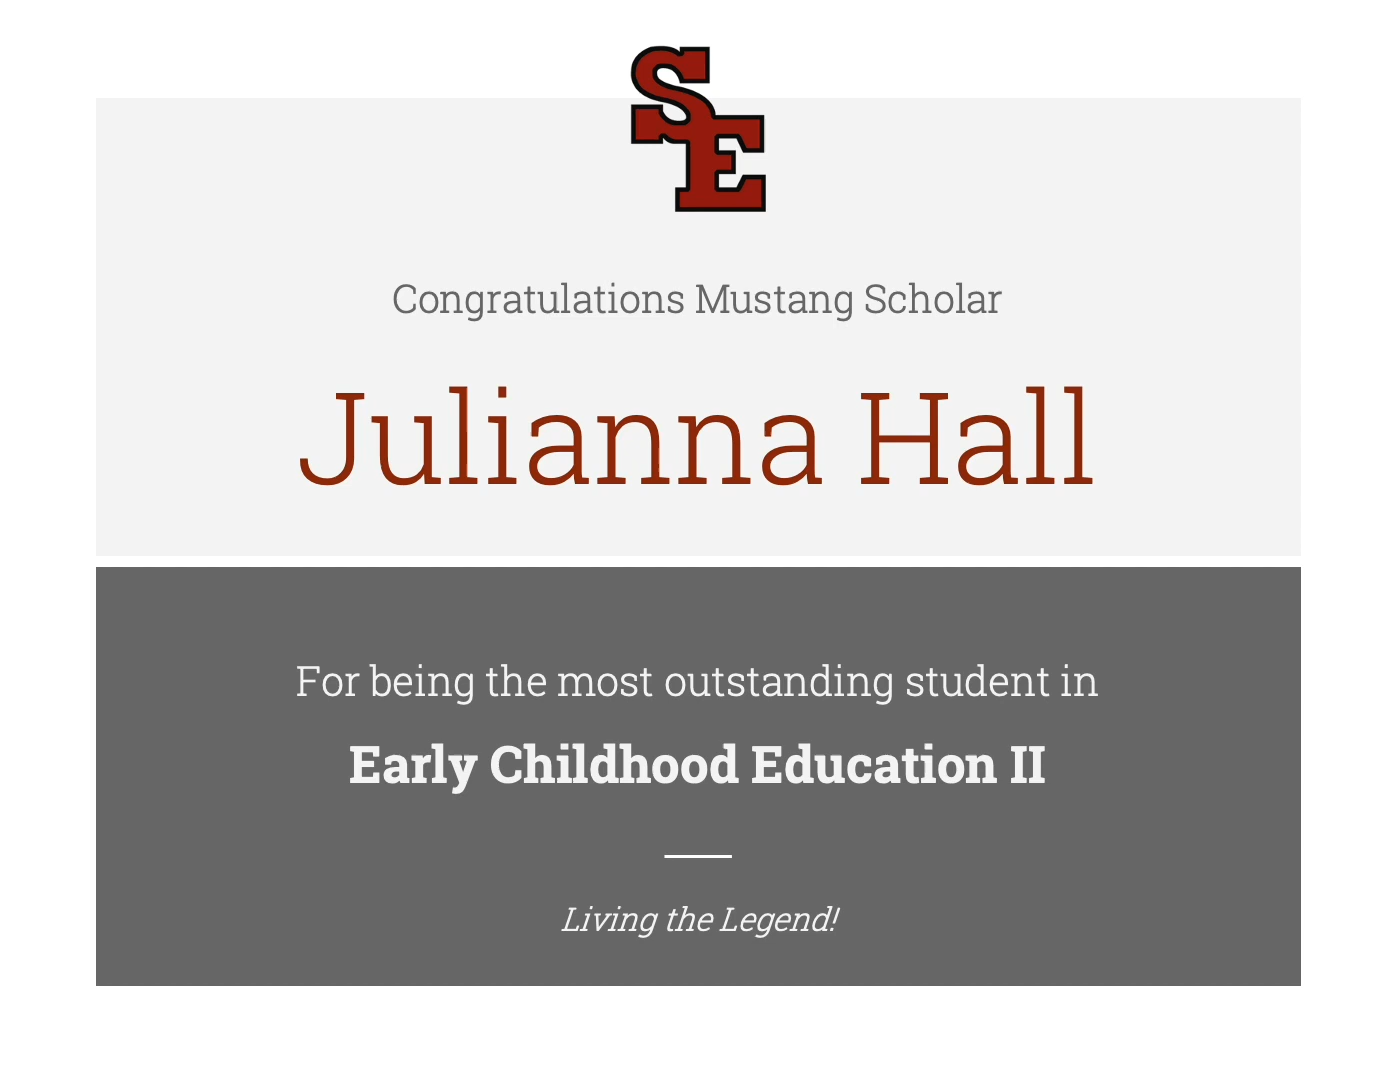 SE
Congratulations Mustang Scholar
Julianna Hall
For being the most outstanding student in
Early Childhood Education II
Living the Legend!